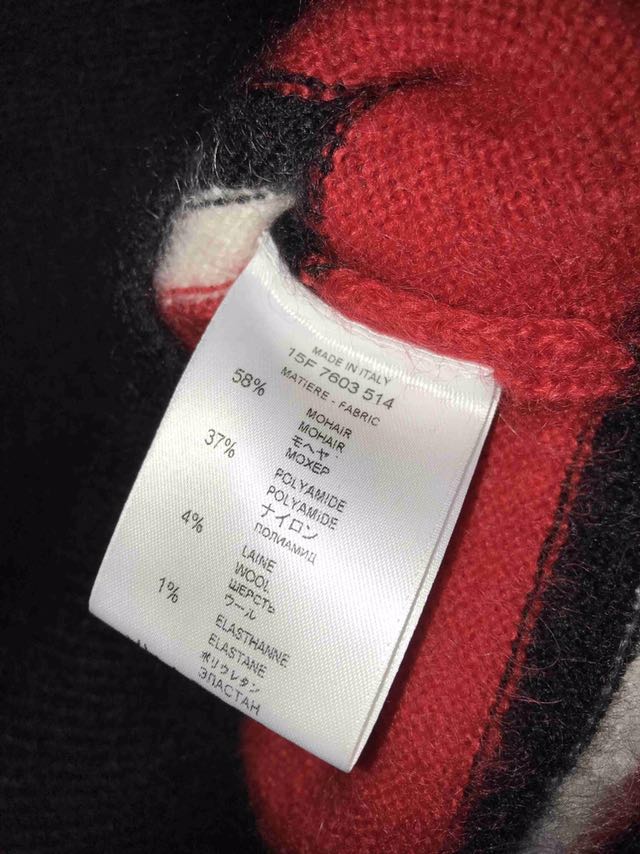 MADE IN ITALY
15F 7603 514
MATIÈRE - FABRIC
58% MOHAIR
MOHAIR
モヘヤ
МОХЕР
37% POLYAMIDE
POLYAMIDE
ナイロン
ПОЛИАМИД
4% LAINE
WOOL
ШЕРСТЬ
ウール
1% ELASTHANNE
ELASTANE
ポリウレタン
ЭЛАСТАН